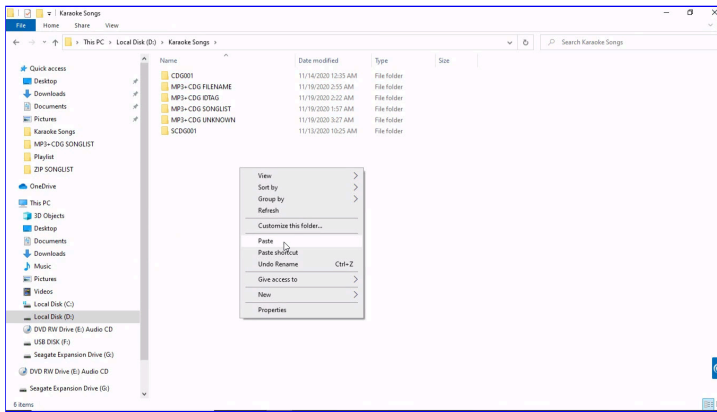 Karaoke Songs
File Home Share View
This PC > Local Disk (D:) > Karaoke Songs >
Search Karaoke Songs
Name Date modified Type Size
CDG001 11/14/2020 12:35 AM File folder
MP3+CDG FILENAME 11/19/2020 2:55 AM File folder
MP3+CDG IDTAG 11/19/2020 2:22 AM File folder
MP3+CDG SONGLIST 11/19/2020 1:57 AM File folder
MP3+CDG UNKNOWN 11/19/2020 3:27 AM File folder
SCDG001 11/13/2020 10:25 AM File folder
Quick access
Desktop
Downloads
Documents
Pictures
Karaoke Songs
MP3+CDG SONGLIST
Playlist
ZIP SONGLIST
OneDrive
This PC
3D Objects
Desktop
Documents
Downloads
Music
Pictures
Videos
Local Disk (C:)
Local Disk (D:)
DVD RW Drive (E:) Audio CD
USB DISK (F:)
Seagate Expansion Drive (G:)
DVD RW Drive (E:) Audio CD
Seagate Expansion Drive (G:)
View
Sort by
Group by
Refresh
Customize this folder...
Paste
Paste shortcut
Undo Rename Ctrl+Z
Give access to
New
Properties
6 items